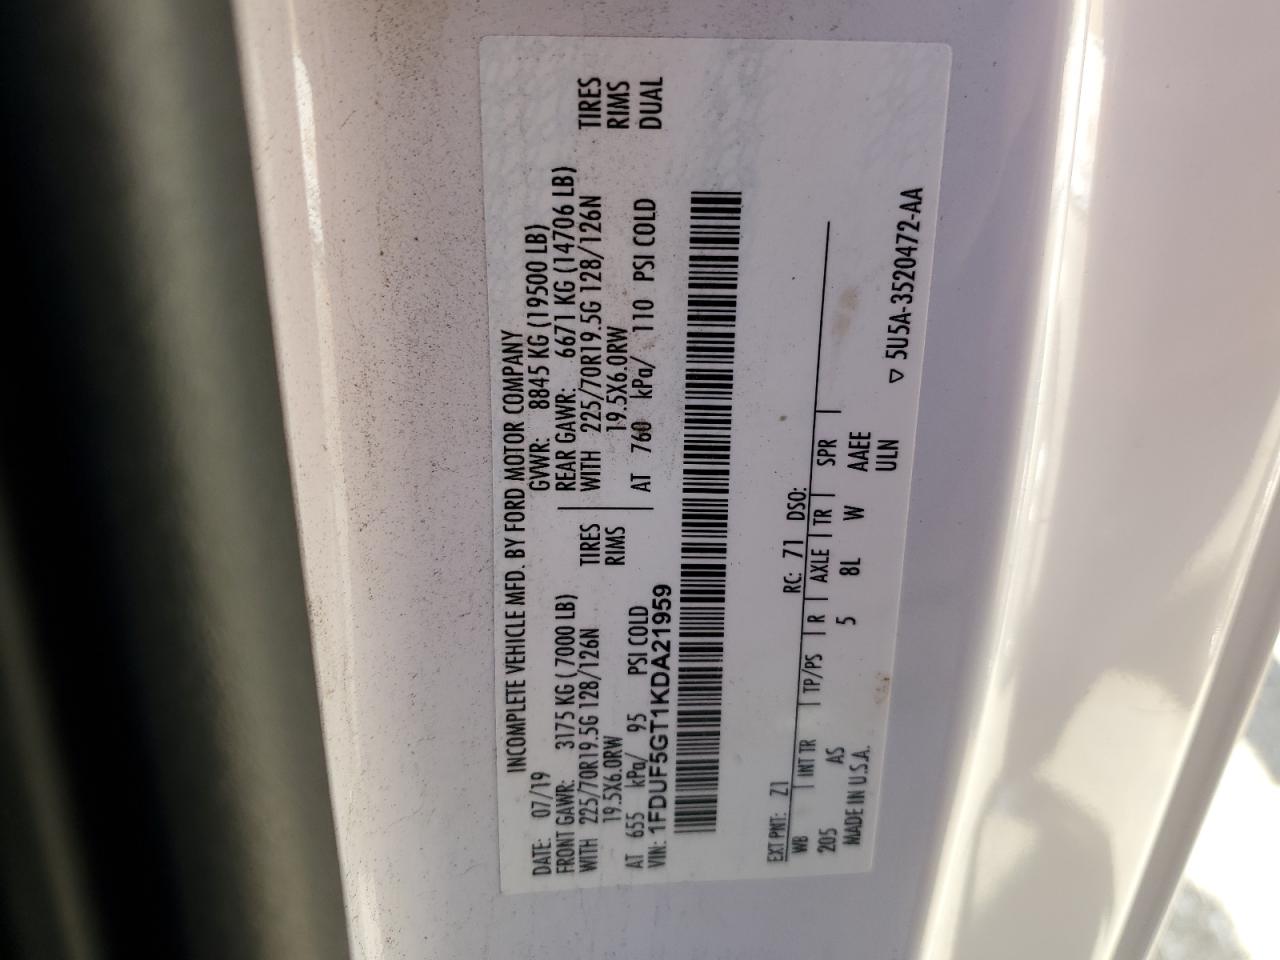 INCOMPLETE VEHICLE MFD. BY FORD MOTOR COMPANY
DATE: 07/19 GVWR: 8845 KG (19500 LB)
FRONT GAWR: 3175 KG (7000 LB) REAR GAWR: 6671 KG (14706 LB)
WITH 225/70R19.5G 128/126N TIRES WITH 225/70R19.5G 128/126N TIRES
19.5X6.0RW RIMS 19.5X6.0RW RIMS
AT 655 kPa/ 95 PSI COLD AT 760 kPa/ 110 PSI COLD DUAL
VIN: 1FDUF5GT1KDA21959
EXT PNT: Z1 RC: 71 DSO:
WB INT TR TP/PS R AXLE TR SPR
205 AS 5 8L W AAEE
MADE IN U.S.A. ULN
▽ 5U5A-3520472-AA